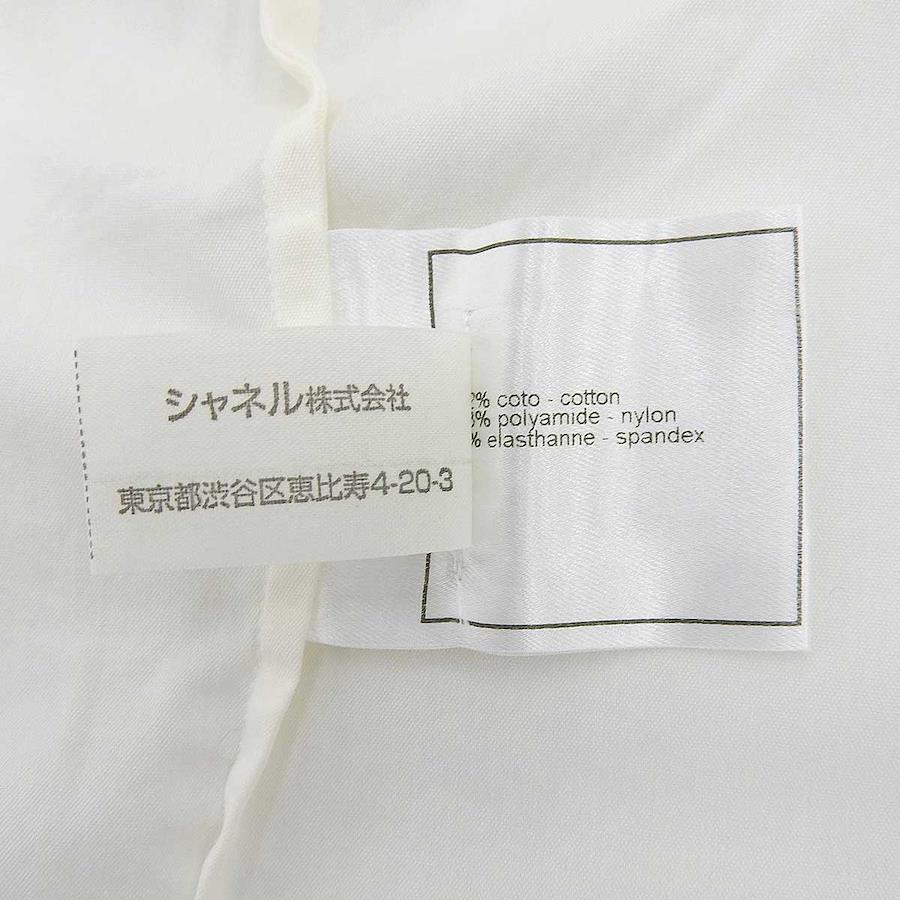 シャネル株式会社
東京都渋谷区恵比寿4-20-3
% coto - cotton
% polyamide - nylon
% elasthanne - spandex